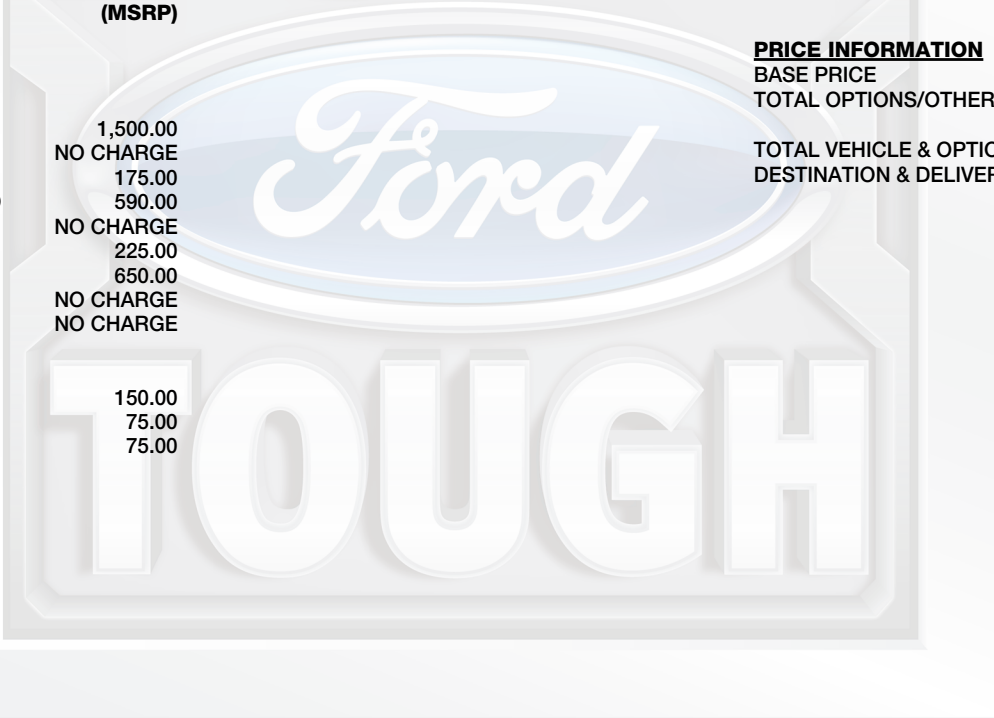 (MSRP)
1,500.00
NO CHARGE
175.00
590.00
NO CHARGE
225.00
650.00
NO CHARGE
NO CHARGE
150.00
75.00
75.00
PRICE INFORMATION
BASE PRICE
TOTAL OPTIONS/OTHER
TOTAL VEHICLE & OPTIO
DESTINATION & DELIVER
Ford
TOUGH